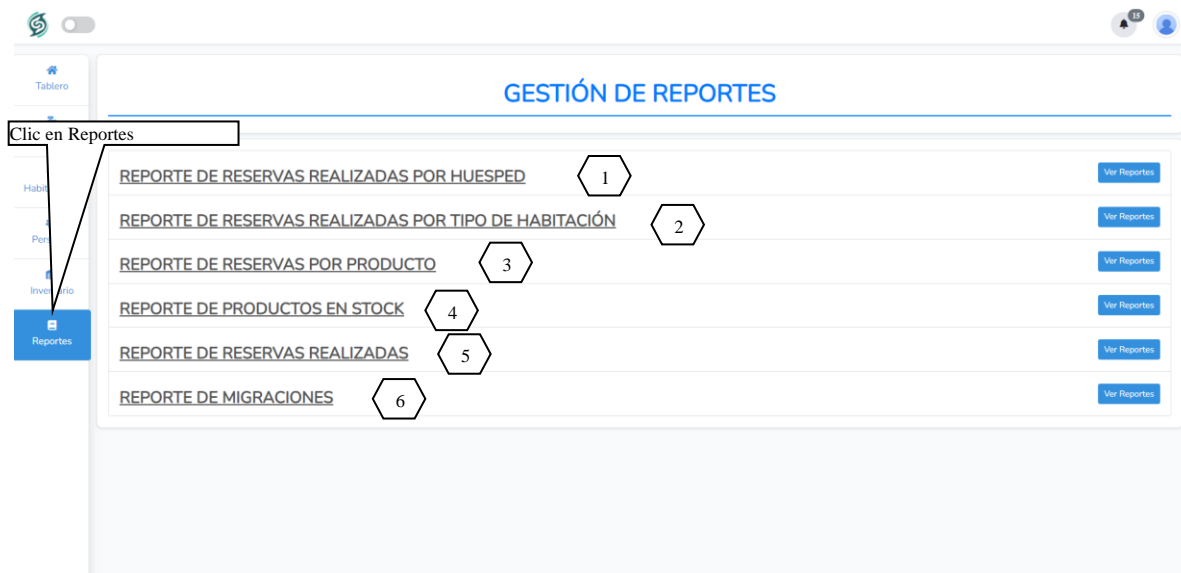 15
Tablero
GESTIÓN DE REPORTES
Clic en Reportes
REPORTE DE RESERVAS REALIZADAS POR HUESPED
1
Ver Reportes
REPORTE DE RESERVAS REALIZADAS POR TIPO DE HABITACIÓN
2
Ver Reportes
REPORTE DE RESERVAS POR PRODUCTO
3
Ver Reportes
REPORTE DE PRODUCTOS EN STOCK
4
Ver Reportes
Reportes
REPORTE DE RESERVAS REALIZADAS
5
Ver Reportes
REPORTE DE MIGRACIONES
6
Ver Reportes